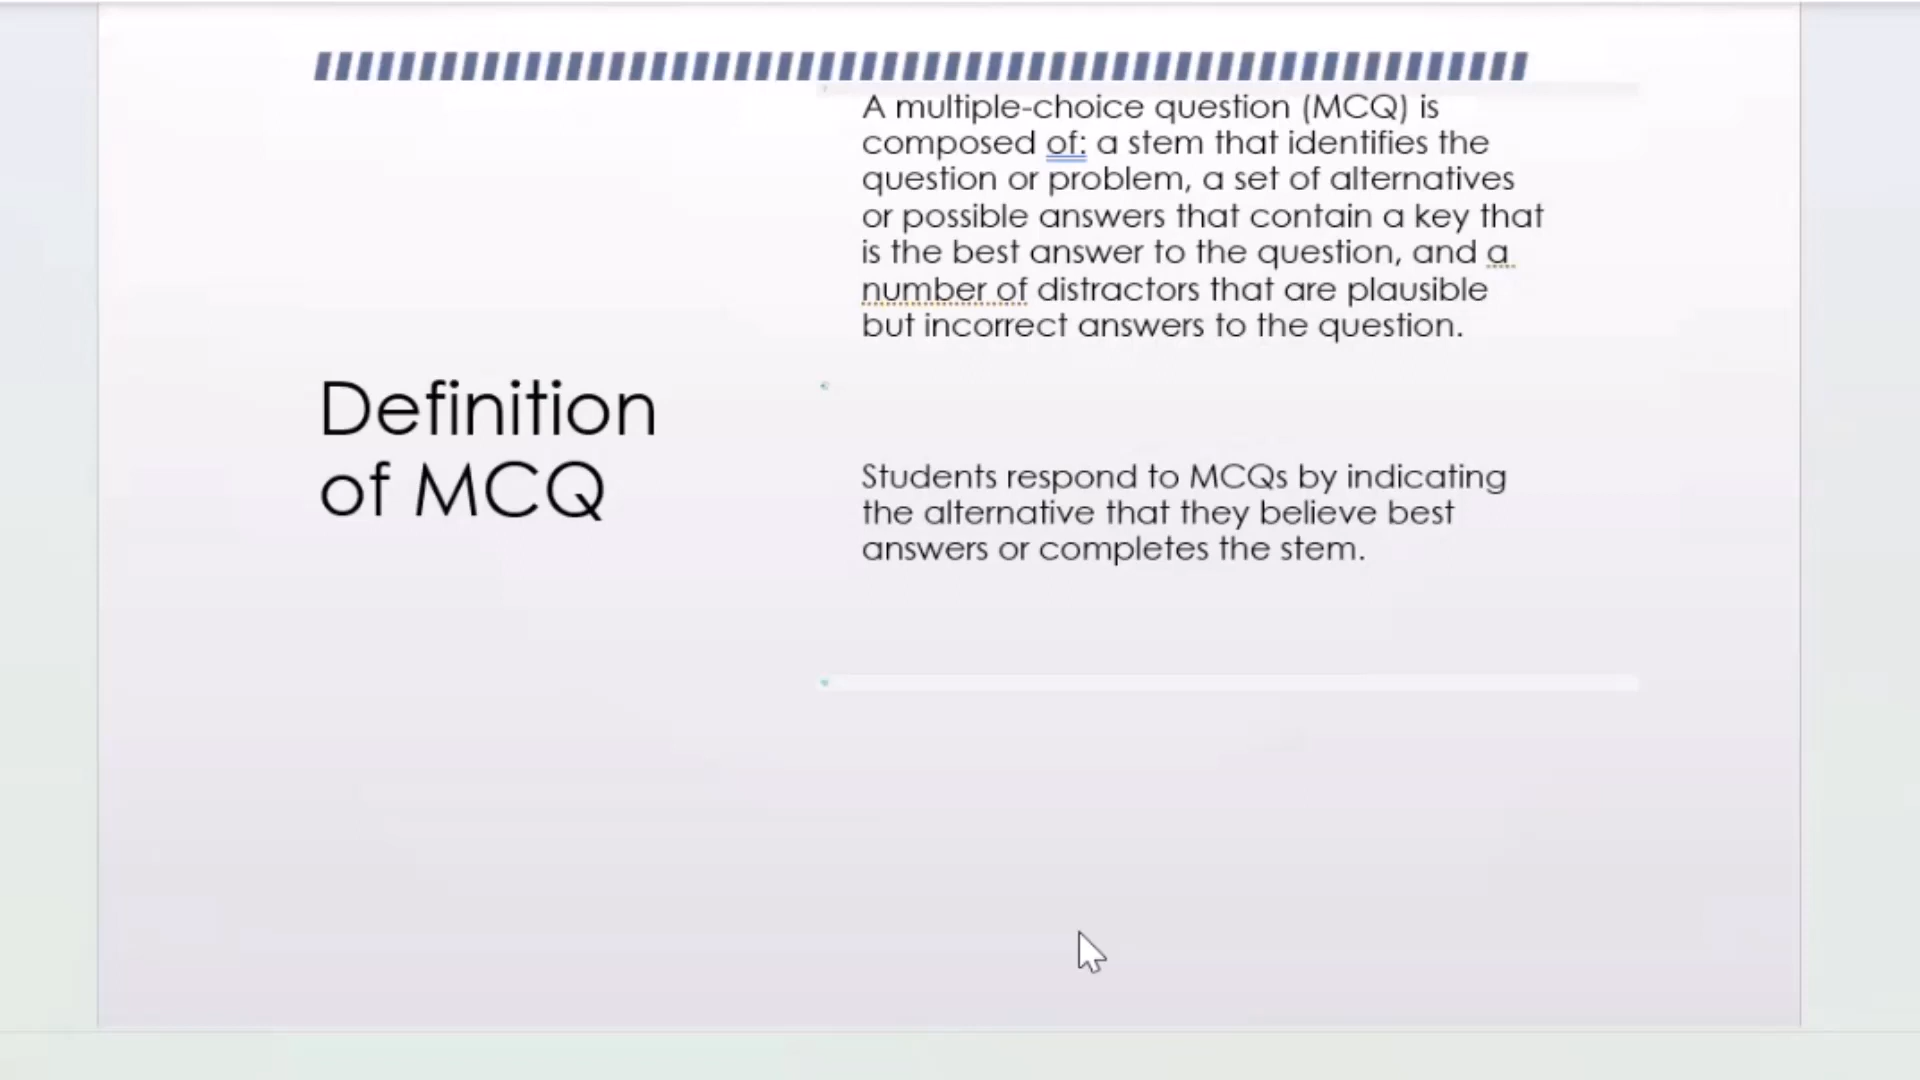 Definition
of MCQ
A multiple-choice question (MCQ) is
composed of: a stem that identifies the
question or problem, a set of alternatives
or possible answers that contain a key that
is the best answer to the question, and a
number of distractors that are plausible
but incorrect answers to the question.
Students respond to MCQs by indicating
the alternative that they believe best
answers or completes the stem.